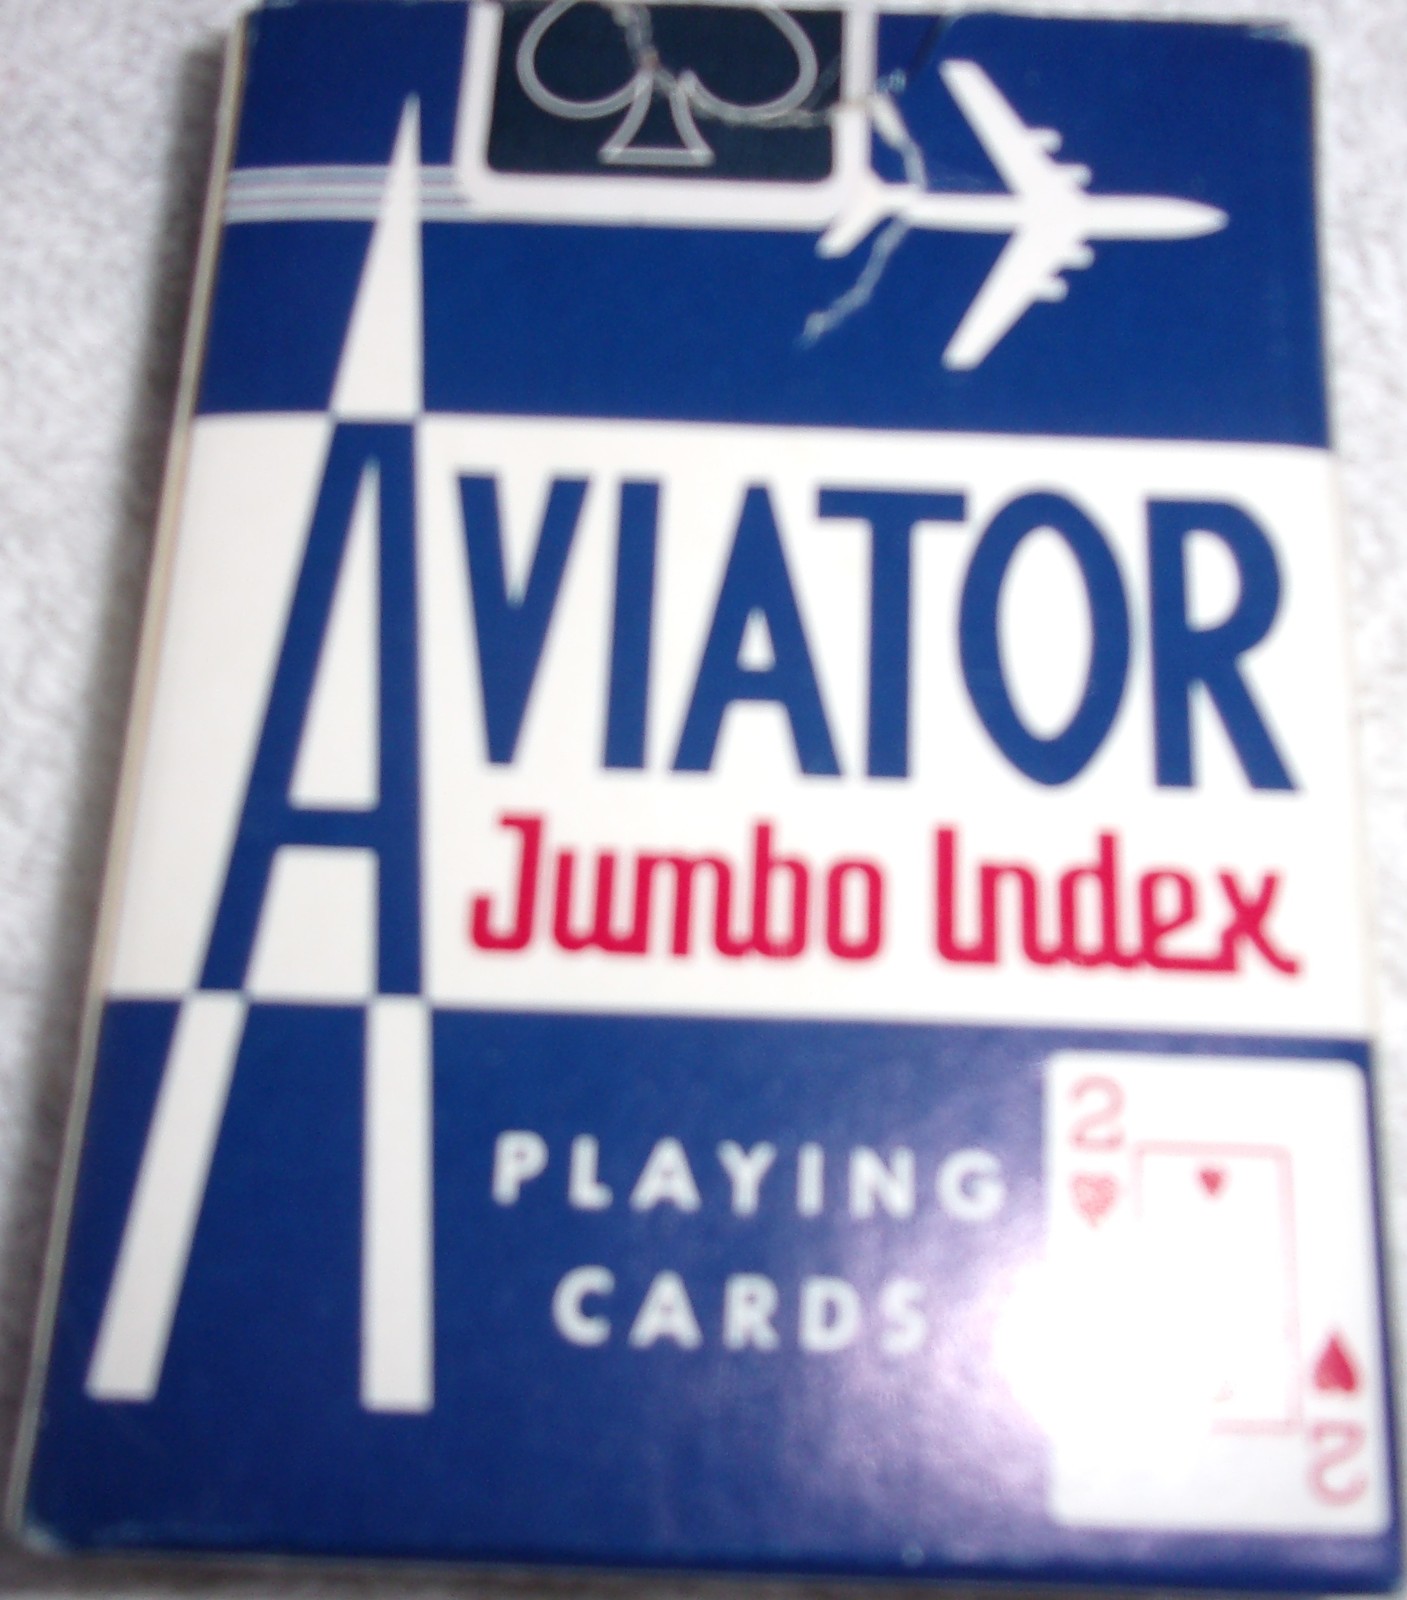 AVIATOR
Jumbo Index
PLAYING
CARDS
2
2